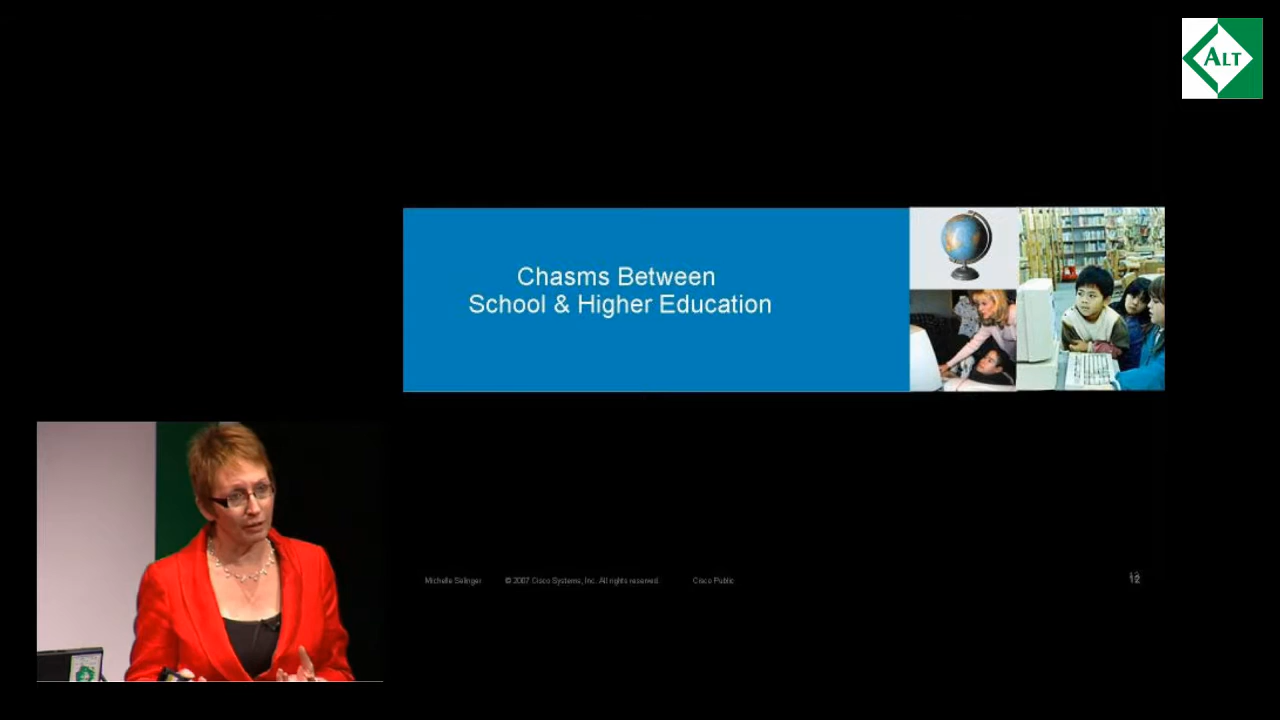 ALT
Chasms Between
School & Higher Education
Michelle Selinger © 2007 Cisco Systems, Inc. All rights reserved. Cisco Public 12